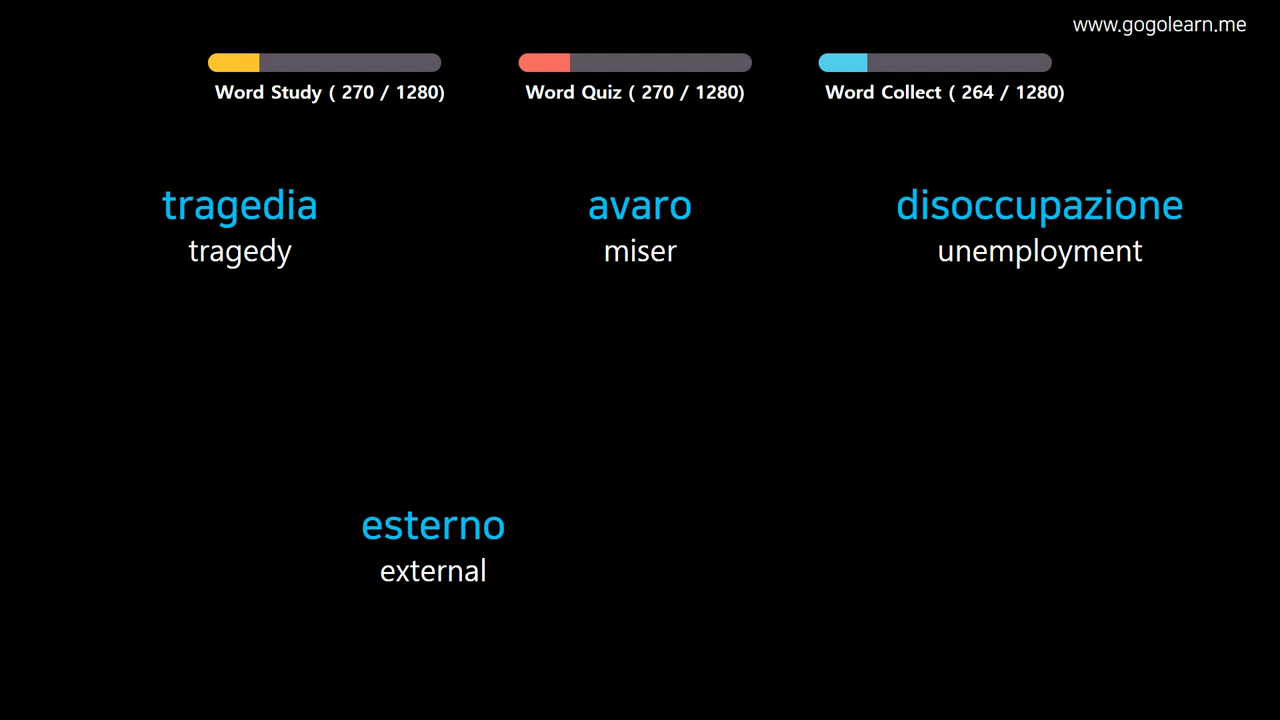 www.gogolearn.me
Word Study ( 270 / 1280)
Word Quiz ( 270 / 1280)
Word Collect ( 264 / 1280)
tragedia
tragedy
avaro
miser
disoccupazione
unemployment
esterno
external